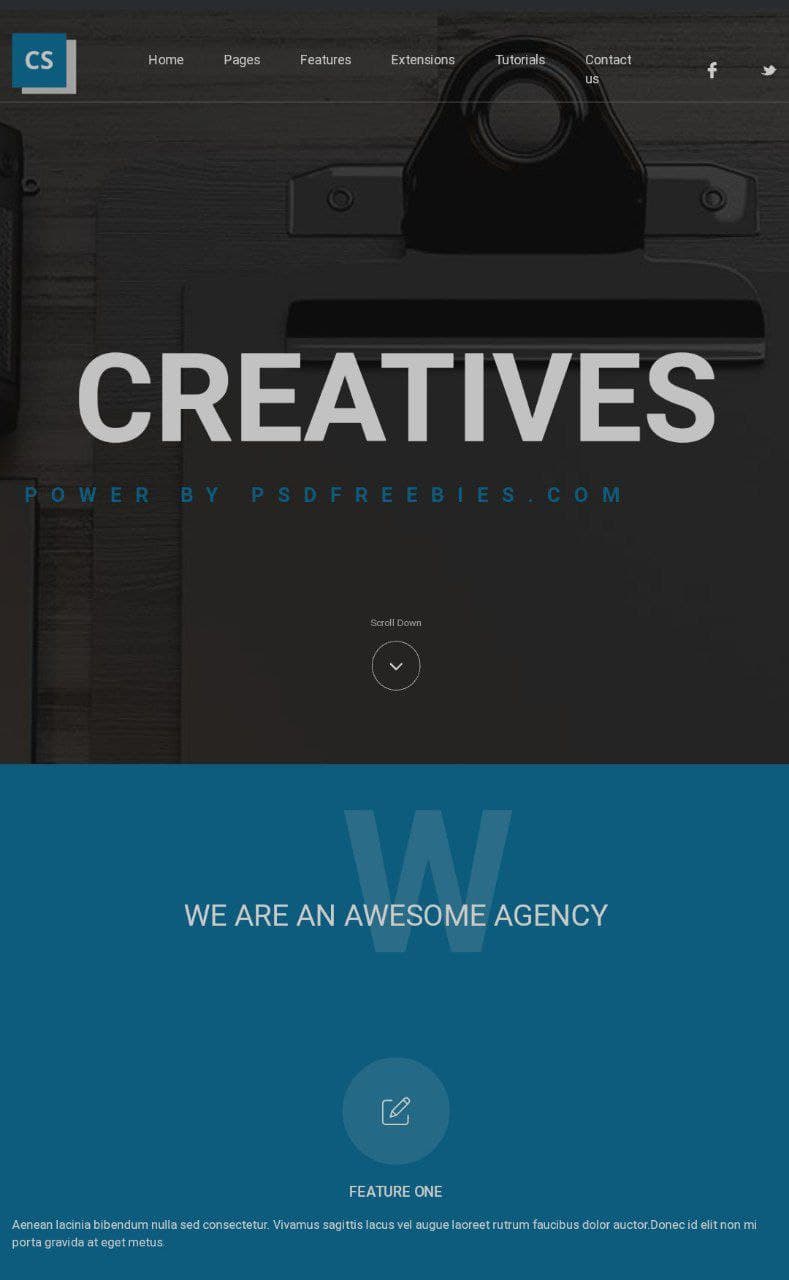 CS
Home Pages Features Extensions Tutorials Contact
us
CREATIVES
POWER BY PSDFREEBIES.COM
Scroll Down
W
WE ARE AN AWESOME AGENCY
FEATURE ONE
Aenean lacinia bibendum nulla sed consectetur. Vivamus sagittis lacus vel augue laoreet rutrum faucibus dolor auctor.Donec id elit non mi
porta gravida at eget metus.